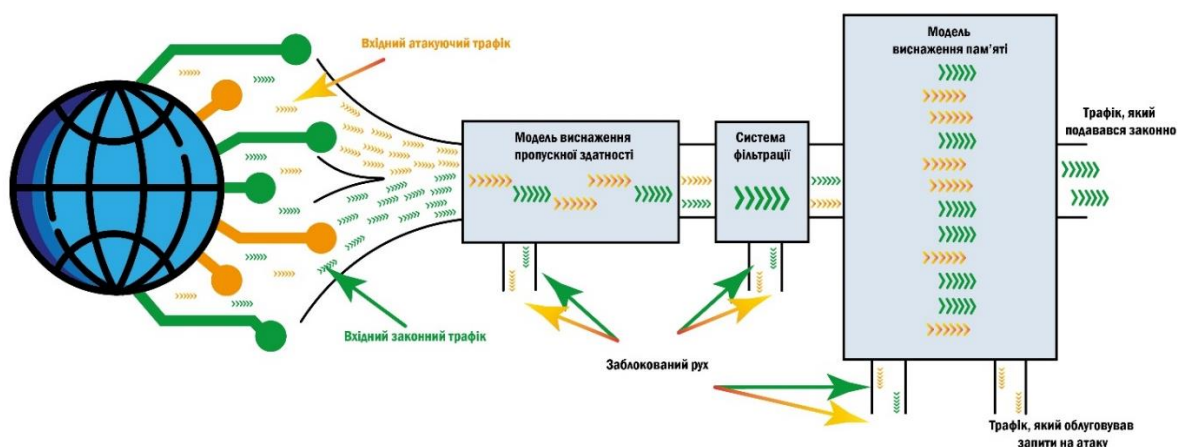 Вхідний атакуючий трафік
Модель
виснаження пам’яті
Трафік, який
подавався законно
Модель виснаження
пропускної здатності
Система
фільтрації
Вхідний законний трафік
Заблокований рух
Трафік, який обслуговував
запити на атаку